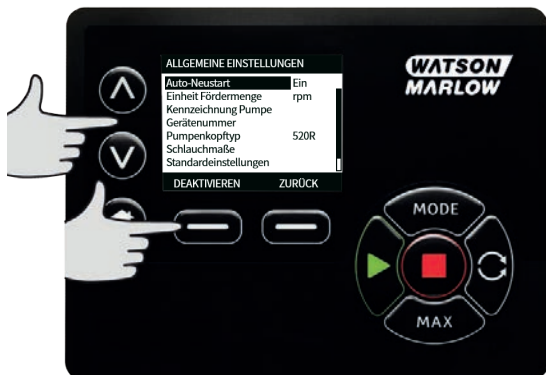 ALLGEMEINE EINSTELLUNGEN
Auto-Neustart Ein
Einheit Fördermenge rpm
Kennzeichnung Pumpe
Gerätenummer
Pumpenkopftyp 520R
Schlauchmaße
Standardeinstellungen
DEAKTIVIEREN ZURÜCK
WATSON
MARLOW
MODE
MAX